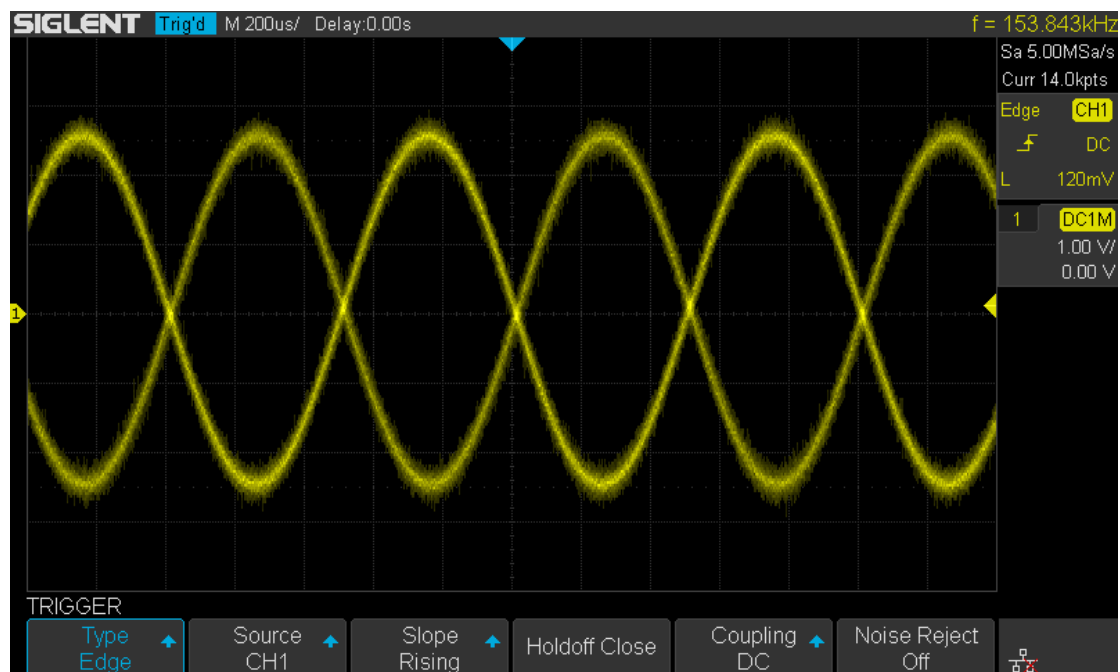 SIGLENT Trig'd M 200us/ Delay:0.00s f = 153.843kHz
Sa 5.00MSa/s
Curr 14.0kpts
Edge CH1
DC
L 120mV
1 DC1M
1.00 V/
0.00 V
1
TRIGGER
Type Source Slope Holdoff Close Coupling Noise Reject
Edge CH1 Rising DC Off